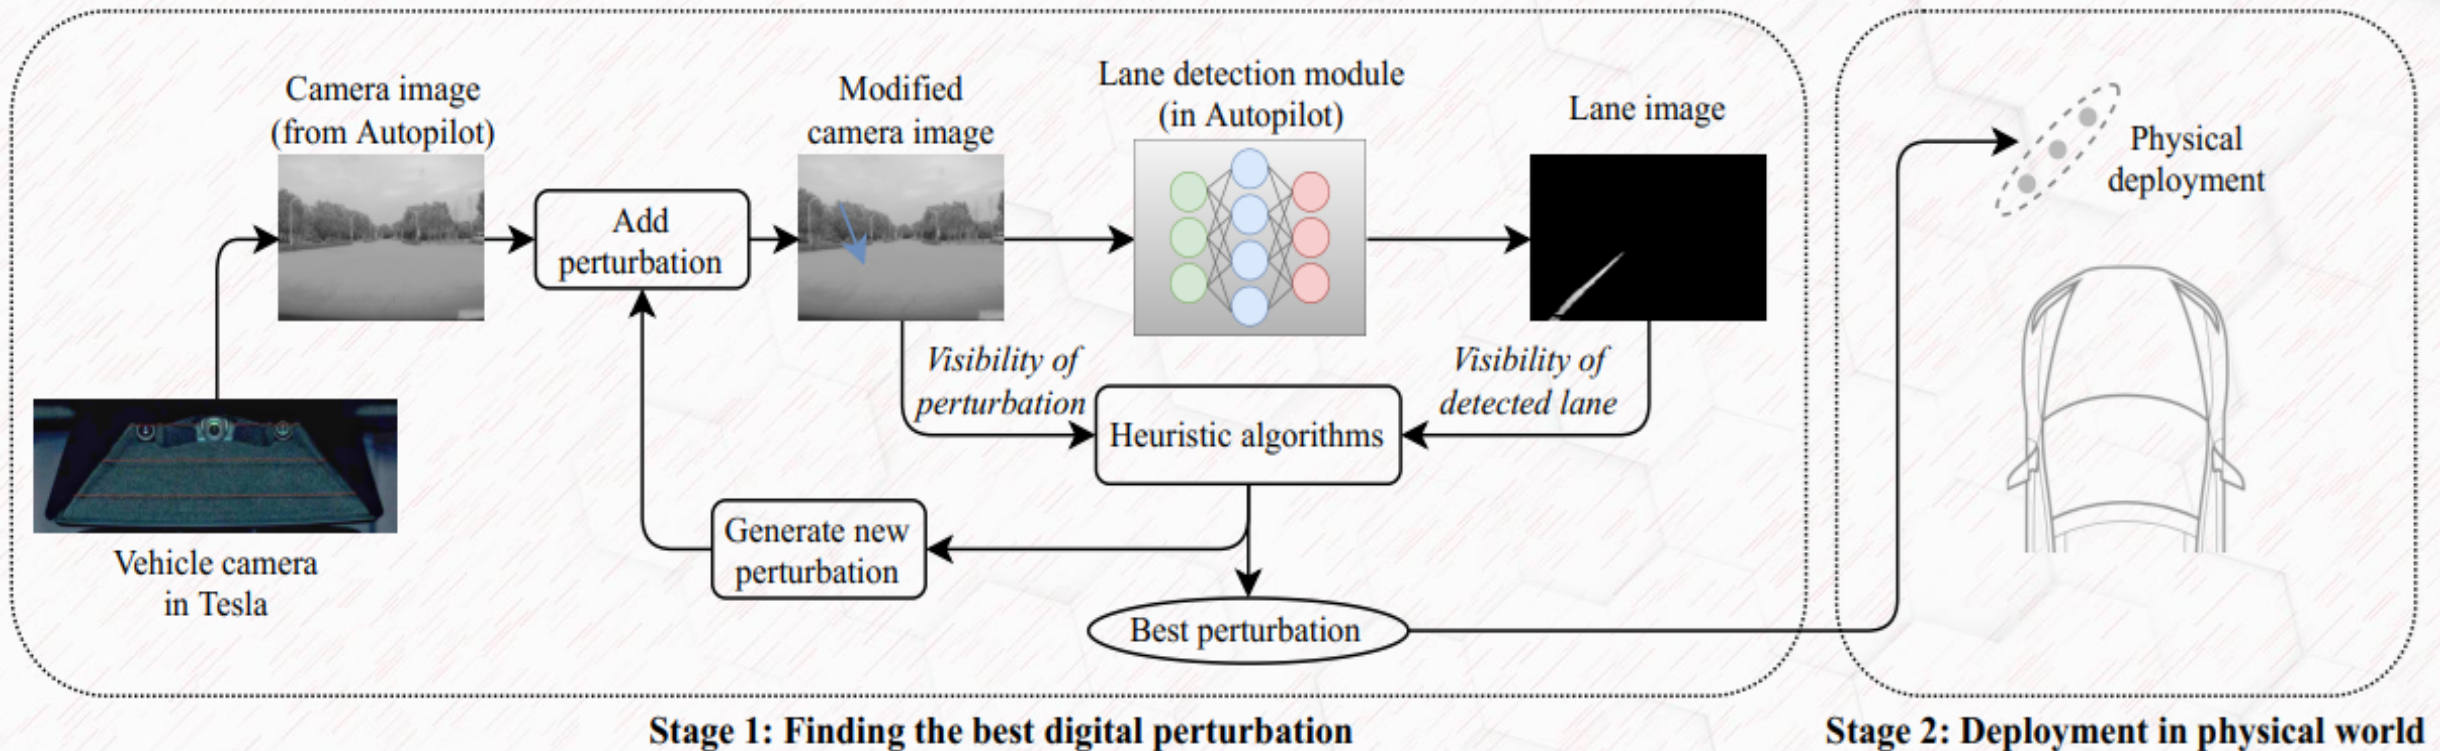 Camera image
(from Autopilot)
Modified
camera image
Lane detection module
(in Autopilot)
Lane image
Physical
deployment
Add
perturbation
Visibility of
perturbation
Visibility of
detected lane
Heuristic algorithms
Generate new
perturbation
Vehicle camera
in Tesla
Best perturbation
Stage 1: Finding the best digital perturbation
Stage 2: Deployment in physical world